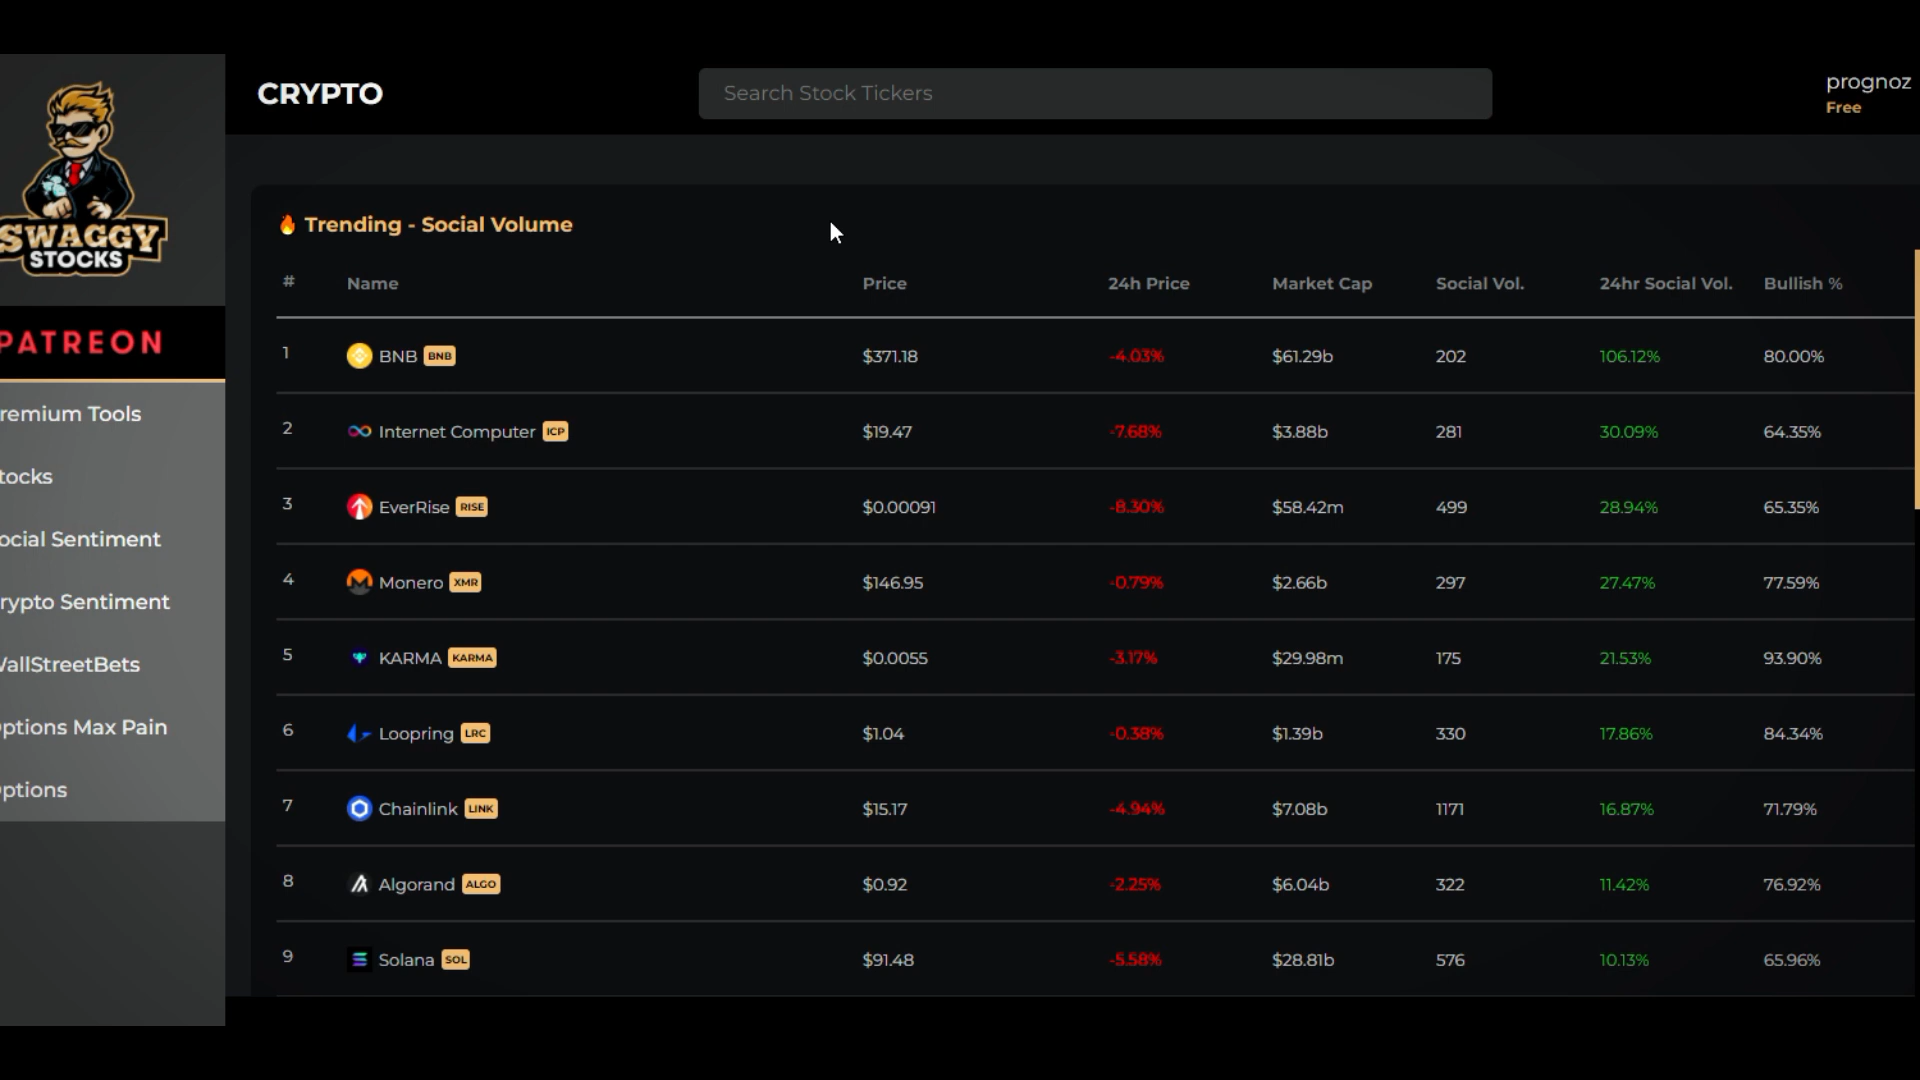 CRYPTO
Search Stock Tickers
prognoz
Free
SWAGGY
STOCKS
PATREON
remium Tools
tocks
ocial Sentiment
rypto Sentiment
WallStreetBets
ptions Max Pain
ptions
Trending - Social Volume
# Name Price 24h Price Market Cap Social Vol. 24hr Social Vol. Bullish %
1 BNB BNB $371.18 -4.03% $61.29b 202 106.12% 80.00%
2 Internet Computer ICP $19.47 -7.68% $3.88b 281 30.09% 64.35%
3 EverRise RISE $0.00091 -8.30% $58.42m 499 28.94% 65.35%
4 Monero XMR $146.95 -0.79% $2.66b 297 27.47% 77.59%
5 KARMA KARMA $0.0055 -3.17% $29.98m 175 21.53% 93.90%
6 Loopring LRC $1.04 -0.38% $1.39b 330 17.86% 84.34%
7 Chainlink LINK $15.17 -4.94% $7.08b 1171 16.87% 71.79%
8 Algorand ALGO $0.92 -2.25% $6.04b 322 11.42% 76.92%
9 Solana SOL $91.48 -5.58% $28.81b 576 10.13% 65.96%